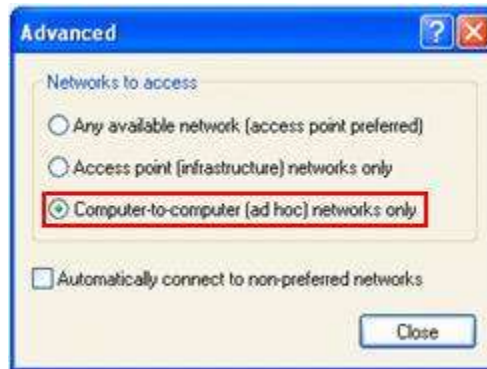 Advanced
Networks to access
Any available network (access point preferred)
Access point (infrastructure) networks only
Computer-to-computer (ad hoc) networks only
Automatically connect to non-preferred networks
Close